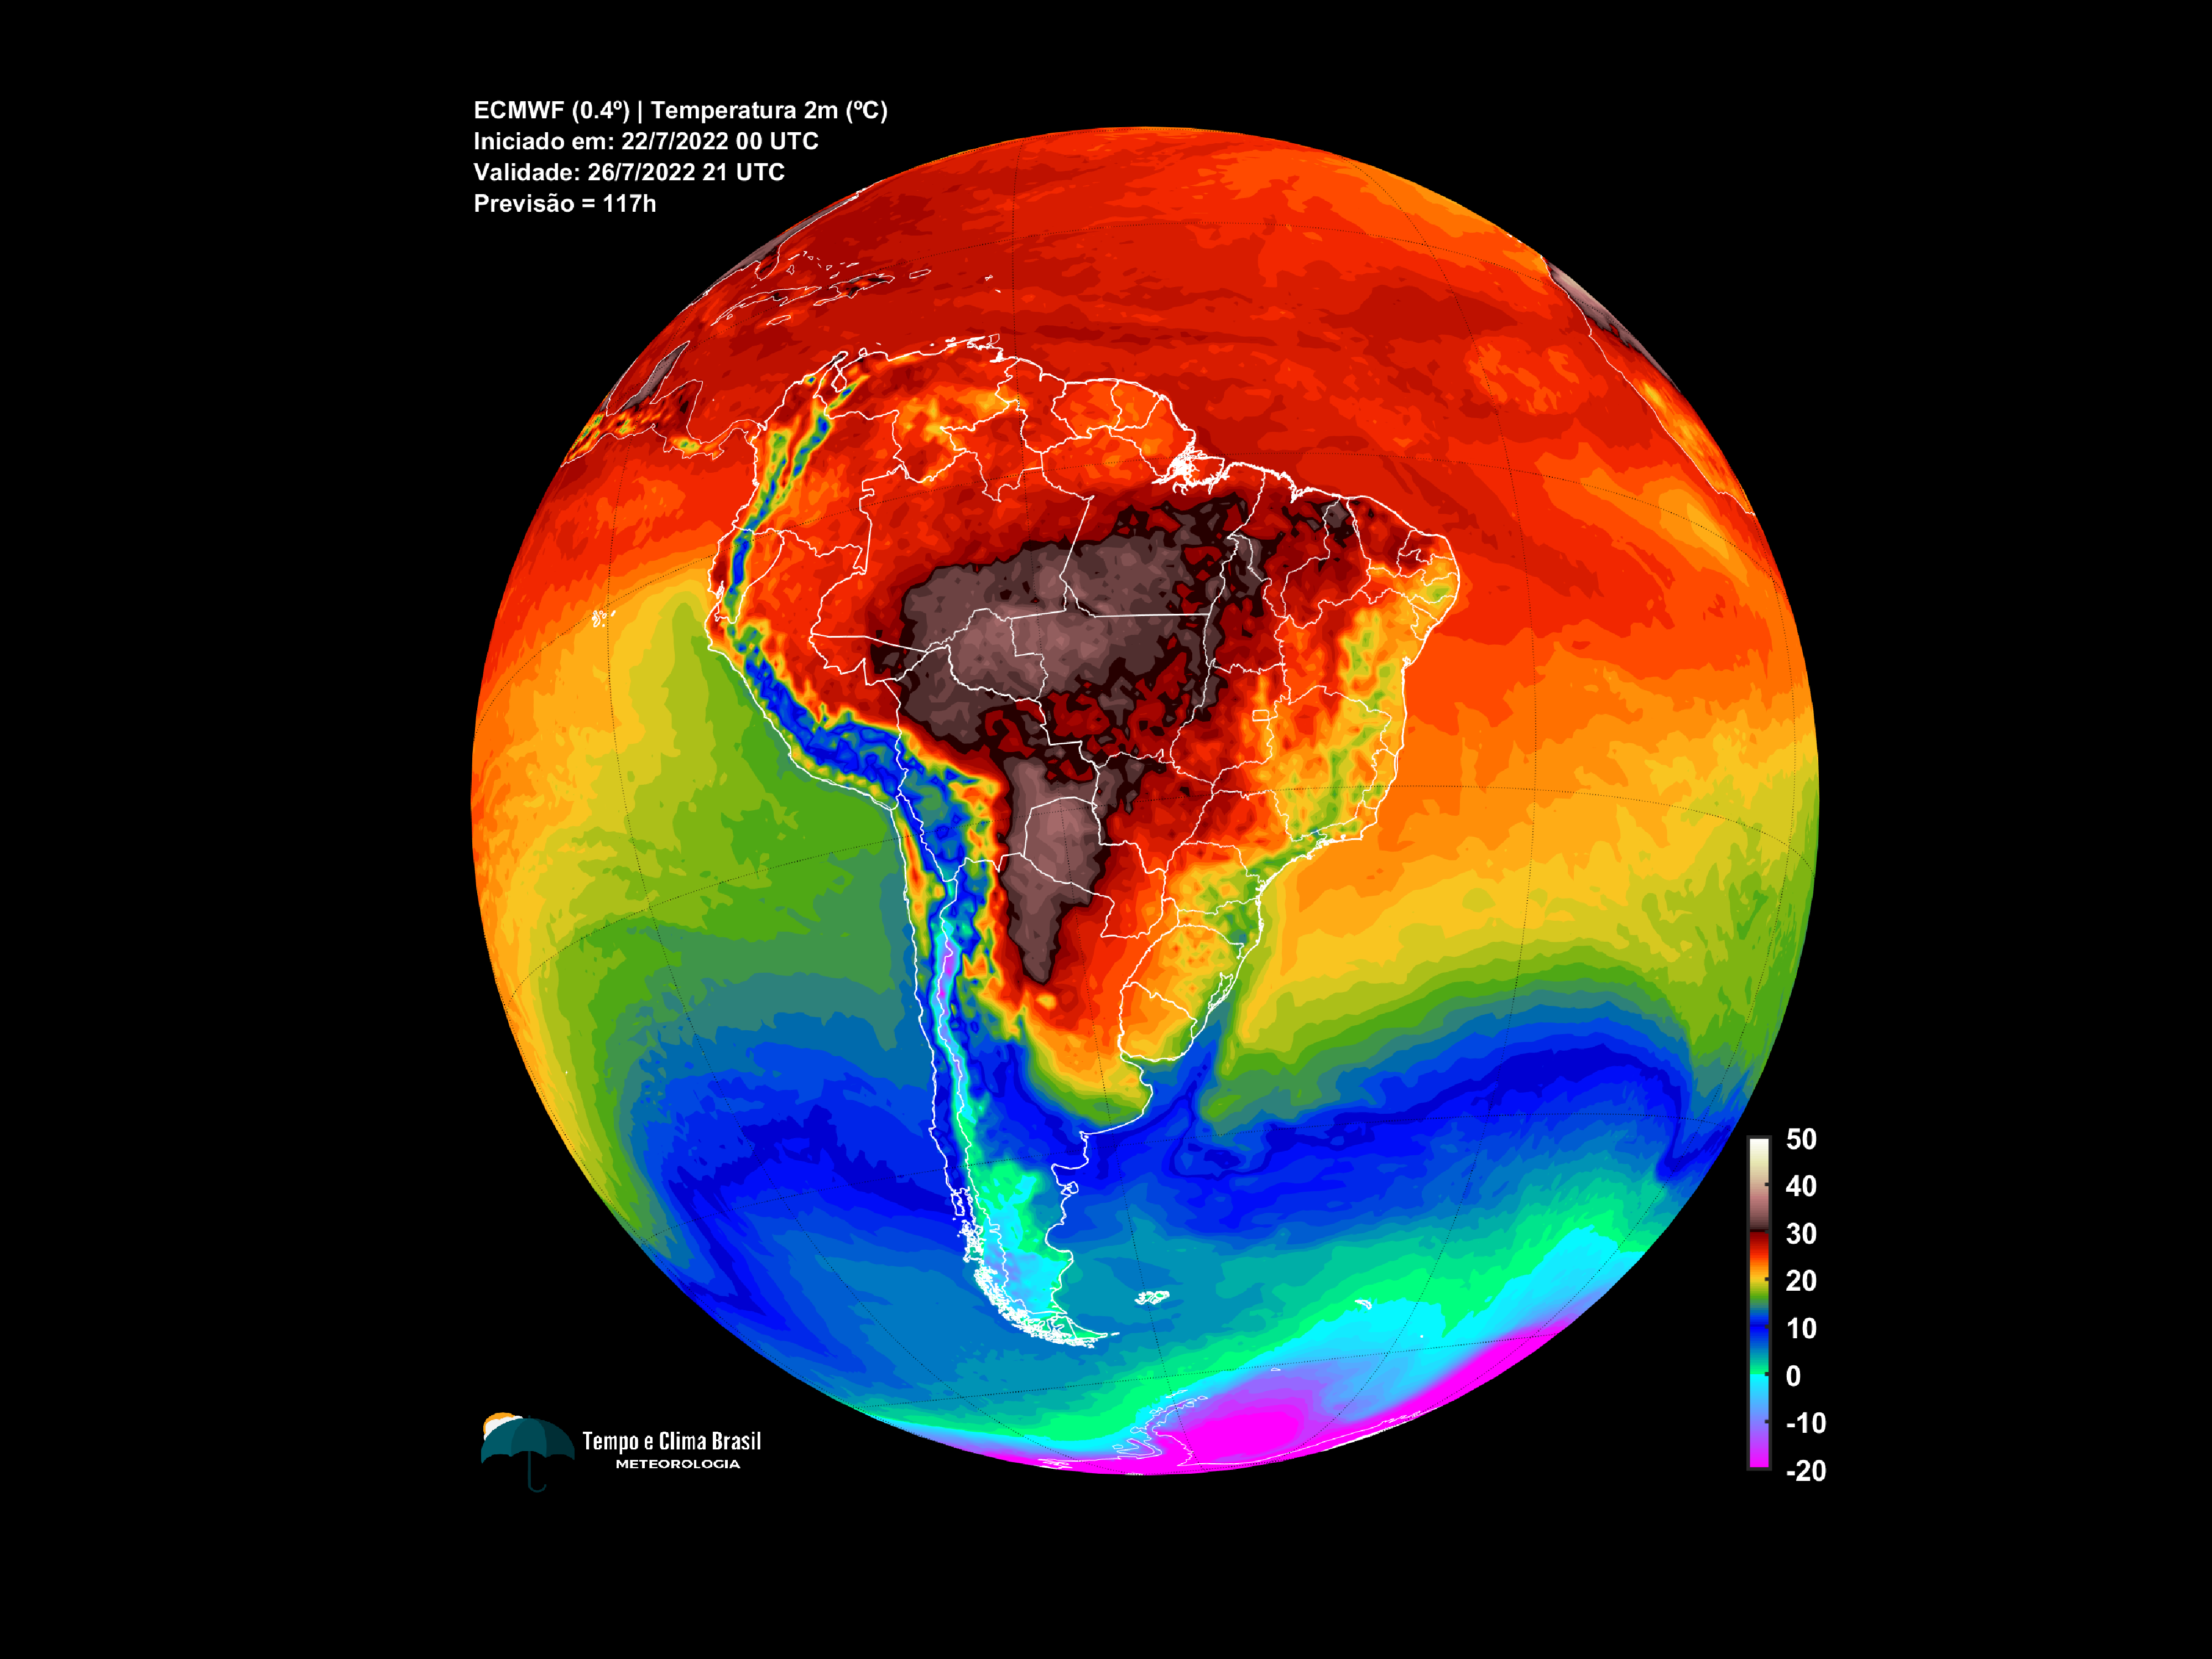 ECMWF (0.4º) | Temperatura 2m (ºC)
Iniciado em: 22/7/2022 00 UTC
Validade: 26/7/2022 21 UTC
Previsão = 117h
50
40
30
20
10
0
-10
-20
Tempo e Clima Brasil
METEOROLOGIA